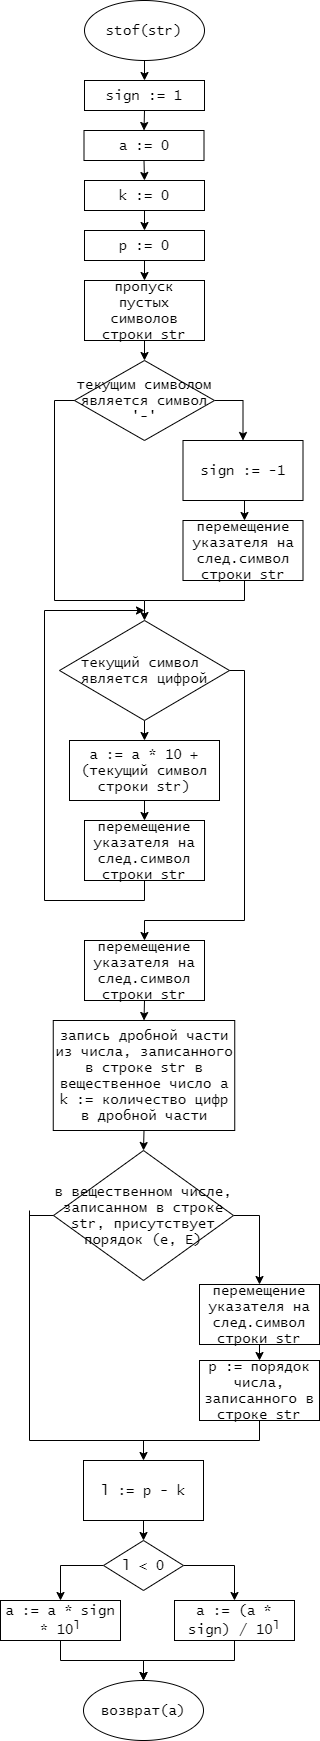 stof(str)
sign := 1
a := 0
k := 0
p := 0
пропуск
пустых
символов
строки str
текущим символом
является символ
'-'
sign := -1
перемещение
указателя на
след.символ
строки str
текущий символ
является цифрой
a := a * 10 +
(текущий символ
строки str)
перемещение
указателя на
след.символ
строки str
перемещение
указателя на
след.символ
строки str
запись дробной части
из числа, записанного
в строке str в
вещественное число a
k := количество цифр
в дробной части
в вещественном числе,
записанном в строке
str, присутствует
порядок (e, E)
перемещение
указателя на
след.символ
строки str
p := порядок
числа,
записанного в
строке str
l := p - k
l < 0
a := a * sign
* 10^l
a := (a *
sign) / 10^l
возврат(a)